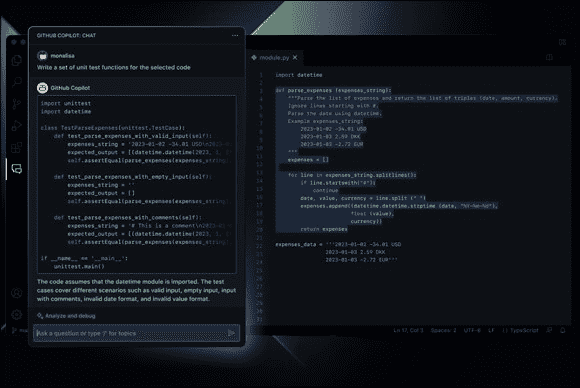 GITHUB COPILOT: CHAT
monalisa
Write a set of unit test functions for the selected code
GitHub Copilot
import unittest
import datetime
class TestParseExpenses(unittest.TestCase):
def test_parse_expenses_with_valid_input(self):
expenses_string = '2023-01-02 -34.01 USD\n2023-
expected_output = [(datetime.datetime(2023, 1, 2
self.assertEqual(parse_expenses(expenses_string)
def test_parse_expenses_with_empty_input(self):
expenses_string = ''
expected_output = []
self.assertEqual(parse_expenses(expenses_string)
def test_parse_expenses_with_comments(self):
expenses_string = '# This is a comment\n2023-
expected_output = [(datetime.datetime(2023, 1,
self.assertEqual(parse_expenses(expenses_string)
if __name__ == '__main__':
unittest.main()
The code assumes that the datetime module is imported. The test
cases cover different scenarios such as valid input, empty input, input
with comments, invalid date format, and invalid value format.
Analyze and debug
Ask a question or type '/' for topics
module.py
1 import datetime
def parse_expenses (expenses_string):
"""Parse the list of expenses and return the list of triples (date, amount, currency).
Ignore lines starting with #.
Parse the date using datetime.
Example expenses_string:
2023-01-02 -34.01 USD
2023-01-03 2.59 DKK
2023-01-03 -2.72 EUR
"""
expenses = []
for line in expenses_string.splitlines():
if line.startswith("#"):
continue
date, value, currency = line.split (" ")
expenses.append((datetime.datetime.strptime (date, "%Y-%m-%d"),
float (value),
currency))
return expenses
expenses_data = '''2023-01-02 -34.01 USD
2023-01-03 2.59 DKK
2023-01-03 -2.72 EUR'''
Spaces: 2 UTF-8 LF {} TypeScript